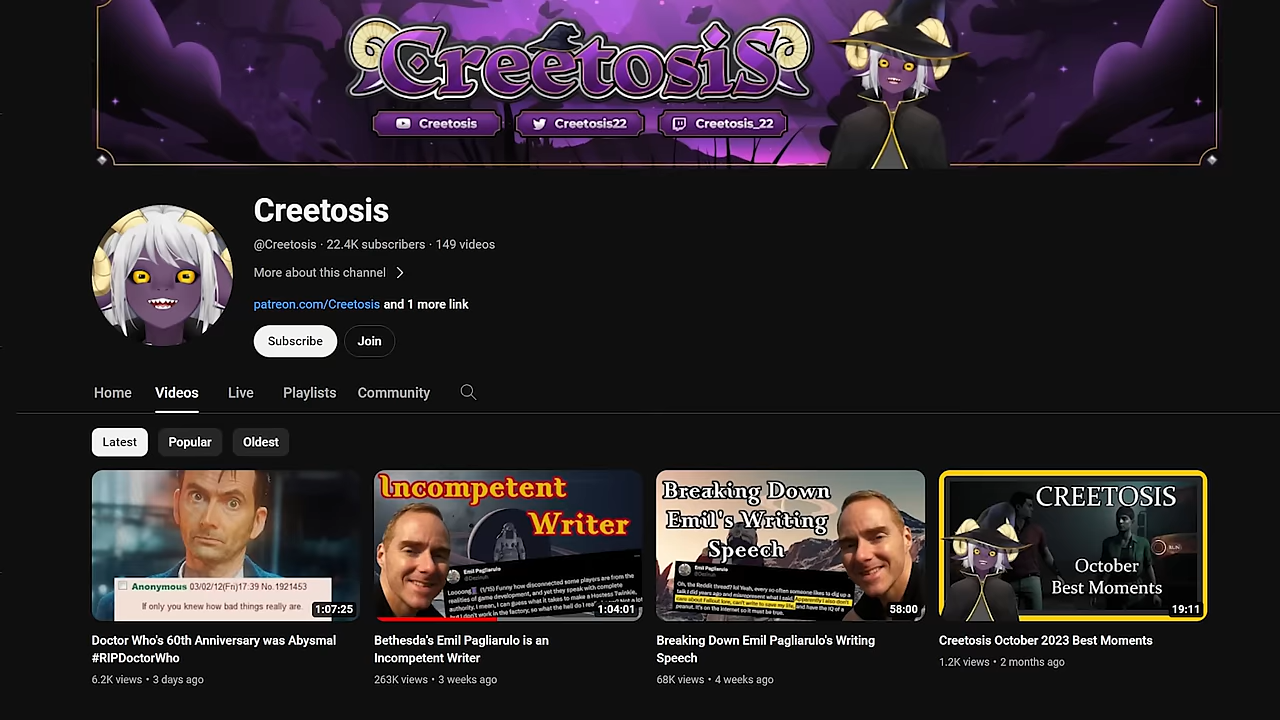 CreetosiS
Creetosis
Creetosis22
Creetosis_22
Creetosis
@Creetosis · 22.4K subscribers · 149 videos
More about this channel
patreon.com/Creetosis and 1 more link
Subscribe
Join
Home
Videos
Live
Playlists
Community
Latest
Popular
Oldest
Anonymous 03/02/12(Fri)17:39 No.1921453
If only you knew how bad things really are.
1:07:25
Doctor Who's 60th Anniversary was Abysmal
#RIPDoctorWho
6.2K views • 3 days ago
Incompetent
Writer
Emil Pagliarulo
1:04:01
Bethesda's Emil Pagliarulo is an
Incompetent Writer
263K views • 3 weeks ago
Breaking Down
Emil's Writing
Speech
Emil Pagliarulo
58:00
Breaking Down Emil Pagliarulo's Writing
Speech
68K views • 4 weeks ago
CREETOSIS
October
Best Moments
19:11
Creetosis October 2023 Best Moments
1.2K views • 2 months ago